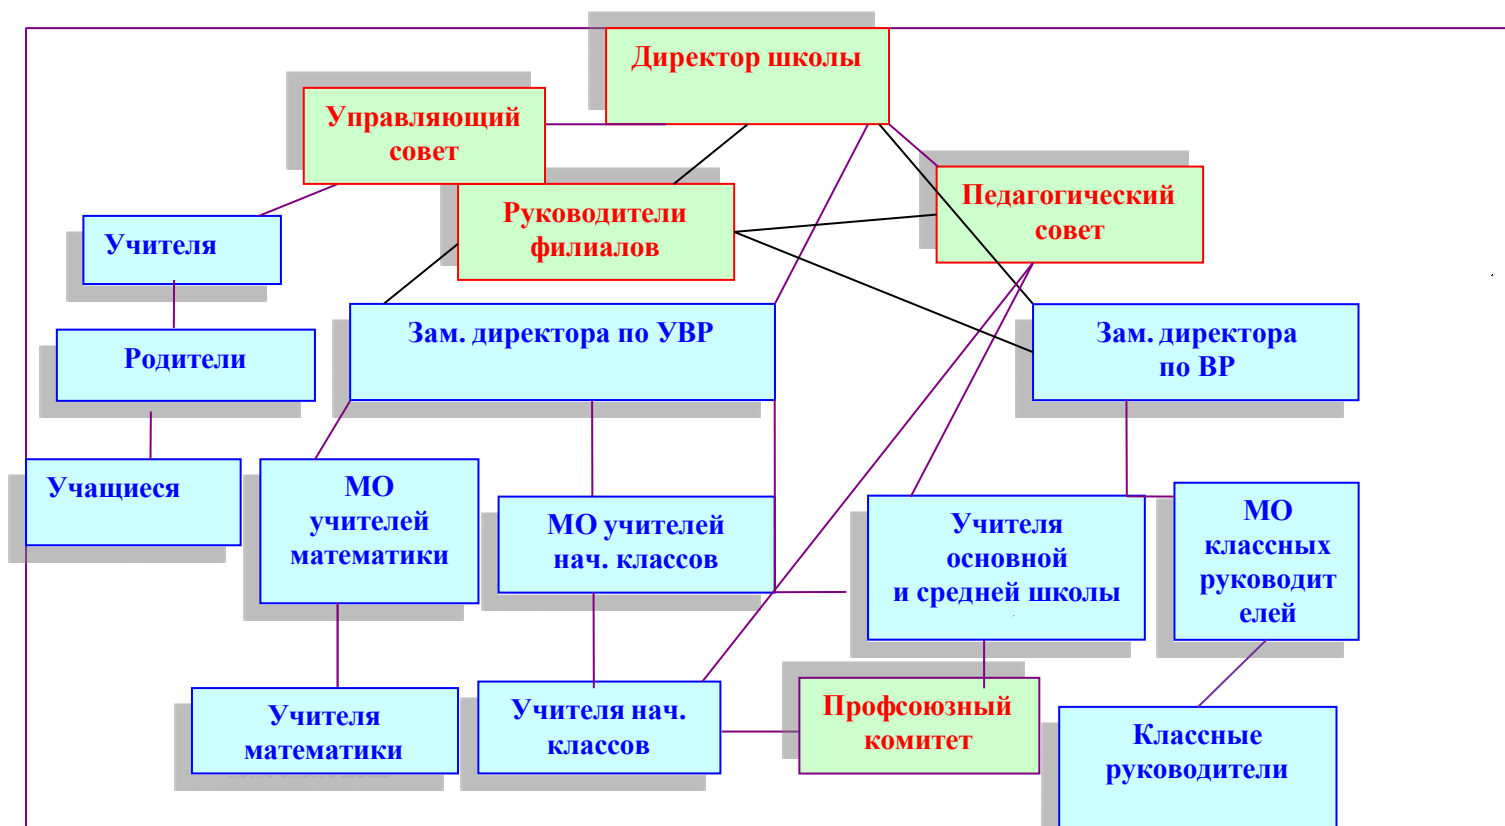 Директор школы
Управляющий
совет
Руководители
филиалов
Педагогический
совет
Учителя
Родители
Учащиеся
Зам. директора по УВР
Зам. директора
по ВР
МО
учителей
математики
МО учителей
нач. классов
Учителя
основной
и средней школы
МО
классных
руководит
елей
Учителя
математики
Учителя нач.
классов
Профсоюзный
комитет
Классные
руководители